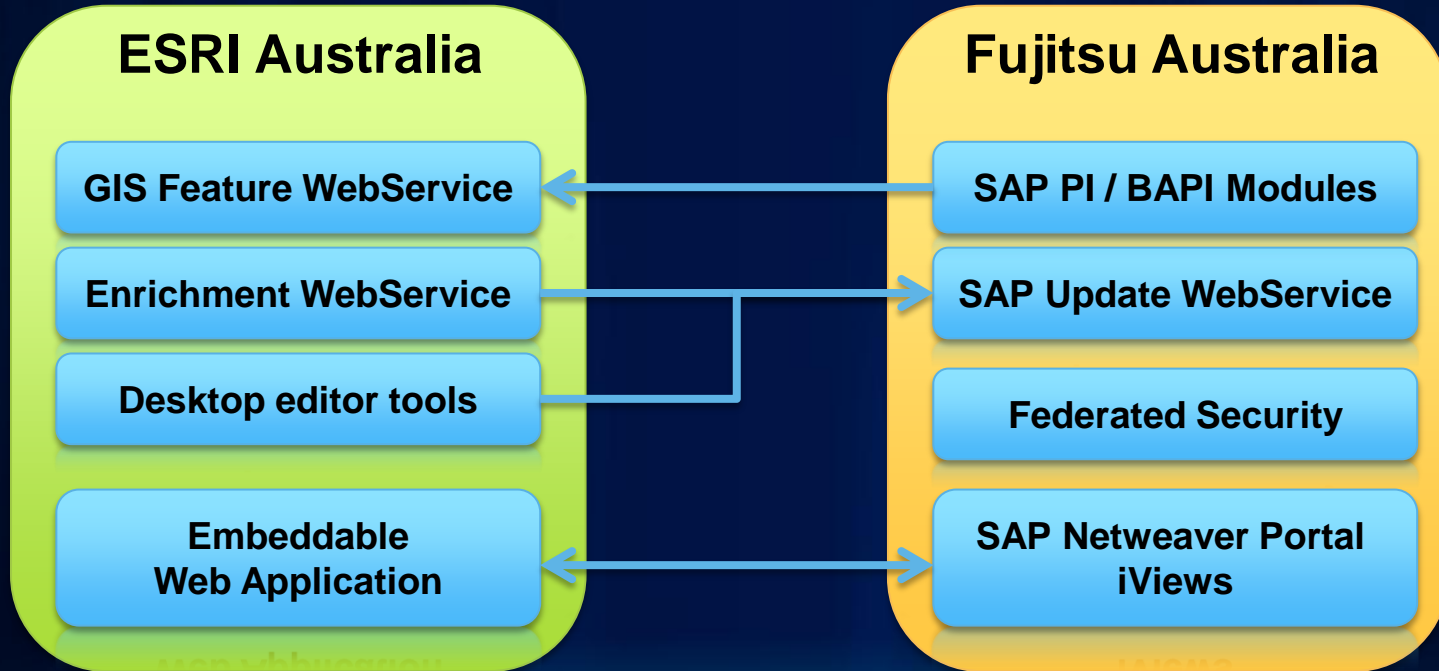 ESRI Australia
GIS Feature WebService
Enrichment WebService
Desktop editor tools
Embeddable
Web Application
Fujitsu Australia
SAP PI / BAPI Modules
SAP Update WebService
Federated Security
SAP Netweaver Portal
iViews